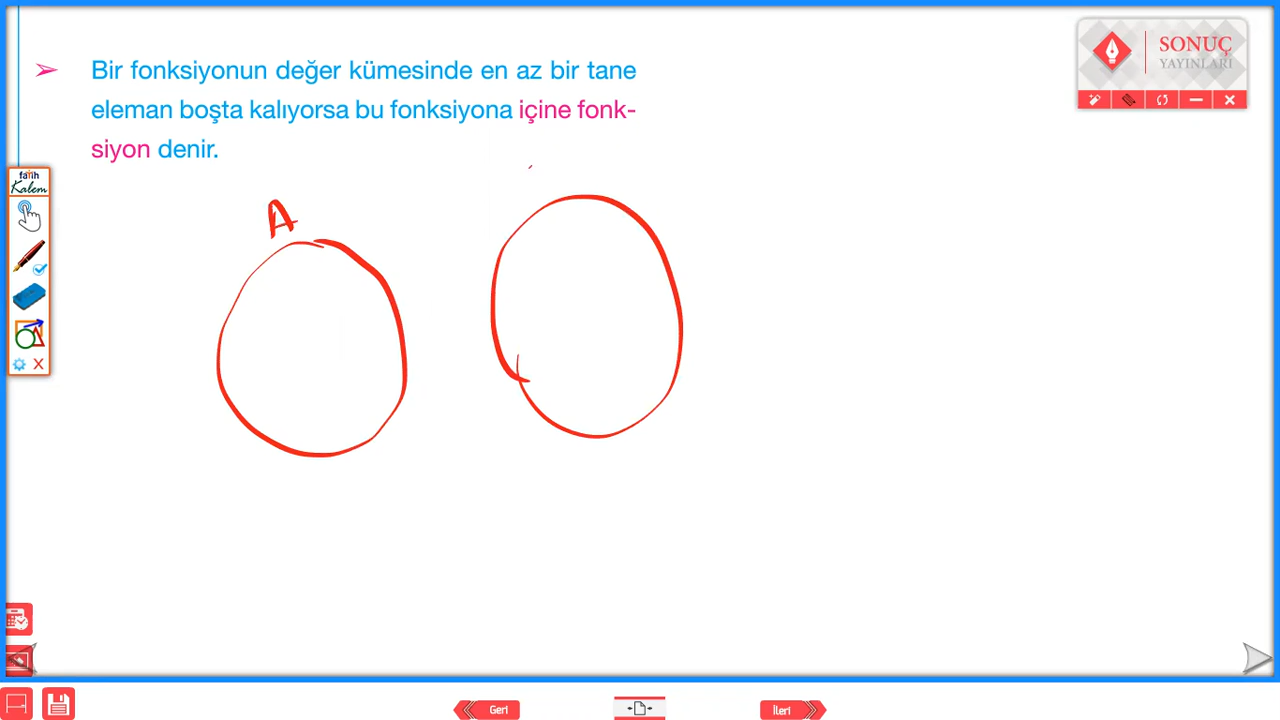 Bir fonksiyonun değer kümesinde en az bir tane
eleman boşta kalıyorsa bu fonksiyona içine fonk-
siyon denir.
SONUÇ
YAYINLARI
fatih
Kalem
A
X
Geri
İleri